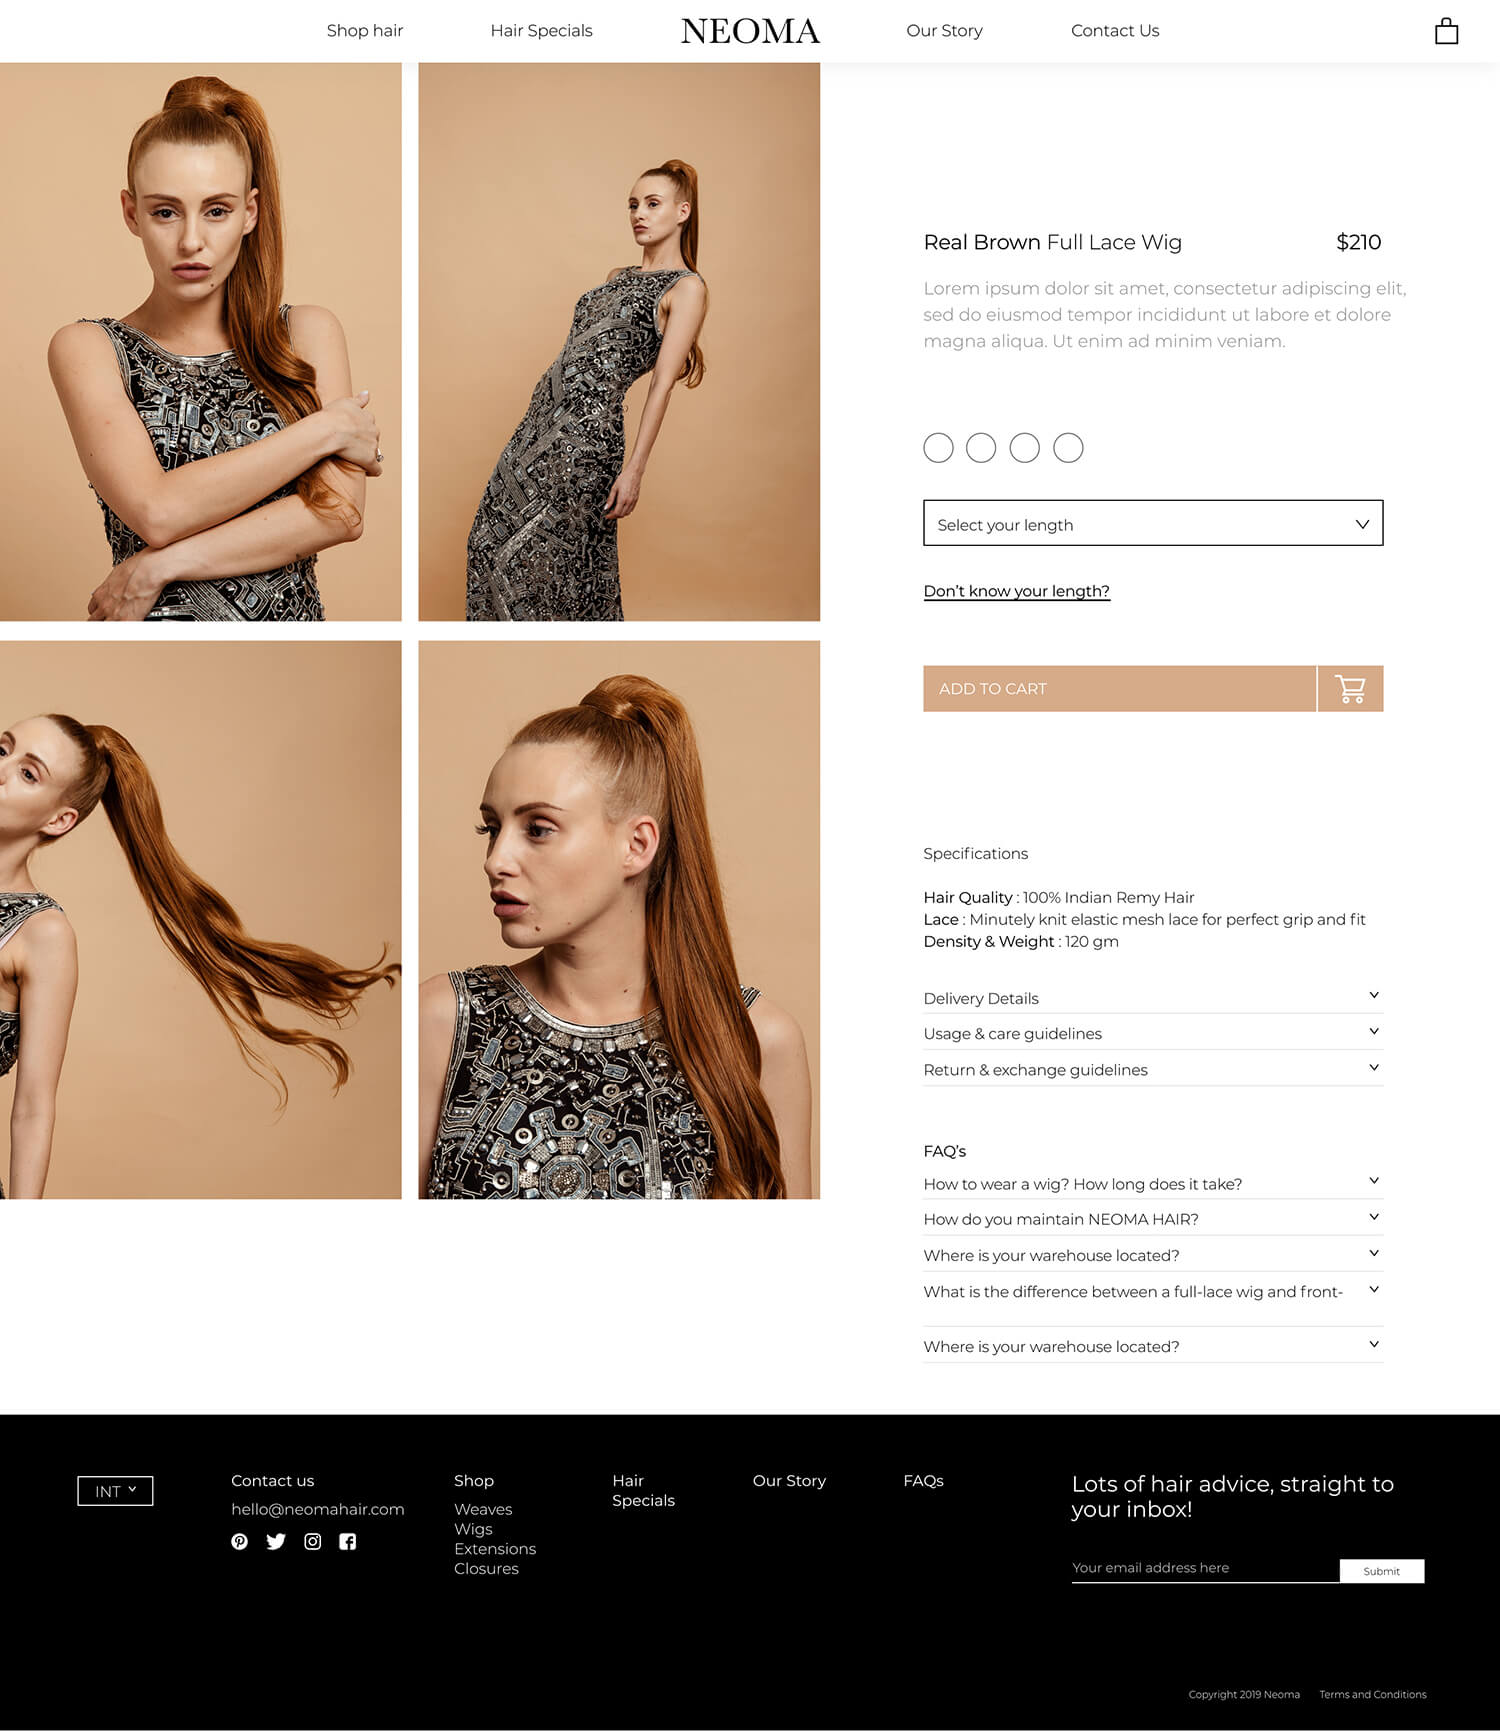 Shop hair
Hair Specials
NEOMA
Our Story
Contact Us
Real Brown Full Lace Wig
$210
Lorem ipsum dolor sit amet, consectetur adipiscing elit,
sed do eiusmod tempor incididunt ut labore et dolore
magna aliqua. Ut enim ad minim veniam.
Select your length
Don’t know your length?
ADD TO CART
Specifications
Hair Quality : 100% Indian Remy Hair
Lace : Minutely knit elastic mesh lace for perfect grip and fit
Density & Weight : 120 gm
Delivery Details
Usage & care guidelines
Return & exchange guidelines
FAQ’s
How to wear a wig? How long does it take?
How do you maintain NEOMA HAIR?
Where is your warehouse located?
What is the difference between a full-lace wig and front-
Where is your warehouse located?
INT
Contact us
hello@neomahair.com
Shop
Weaves
Wigs
Extensions
Closures
Hair
Specials
Our Story
FAQs
Lots of hair advice, straight to
your inbox!
Your email address here
Submit
Copyright 2019 Neoma
Terms and Conditions